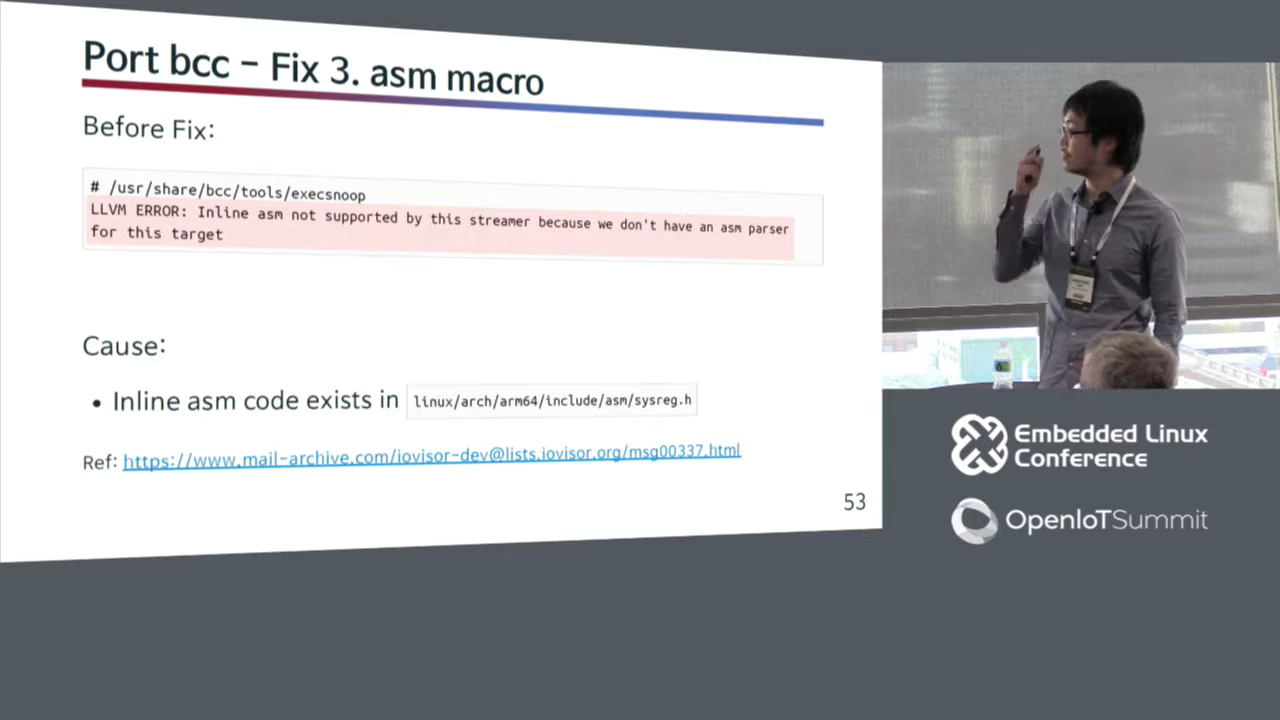 Port bcc – Fix 3. asm macro
Before Fix:
# /usr/share/bcc/tools/execsnoop
LLVM ERROR: Inline asm not supported by this streamer because we don't have an asm parser
for this target
Cause:
• Inline asm code exists in linux/arch/arm64/include/asm/sysreg.h
Ref: https://www.mail-archive.com/iovisor-dev@lists.iovisor.org/msg00337.html
53
Embedded Linux
Conference
OpenIoTSummit